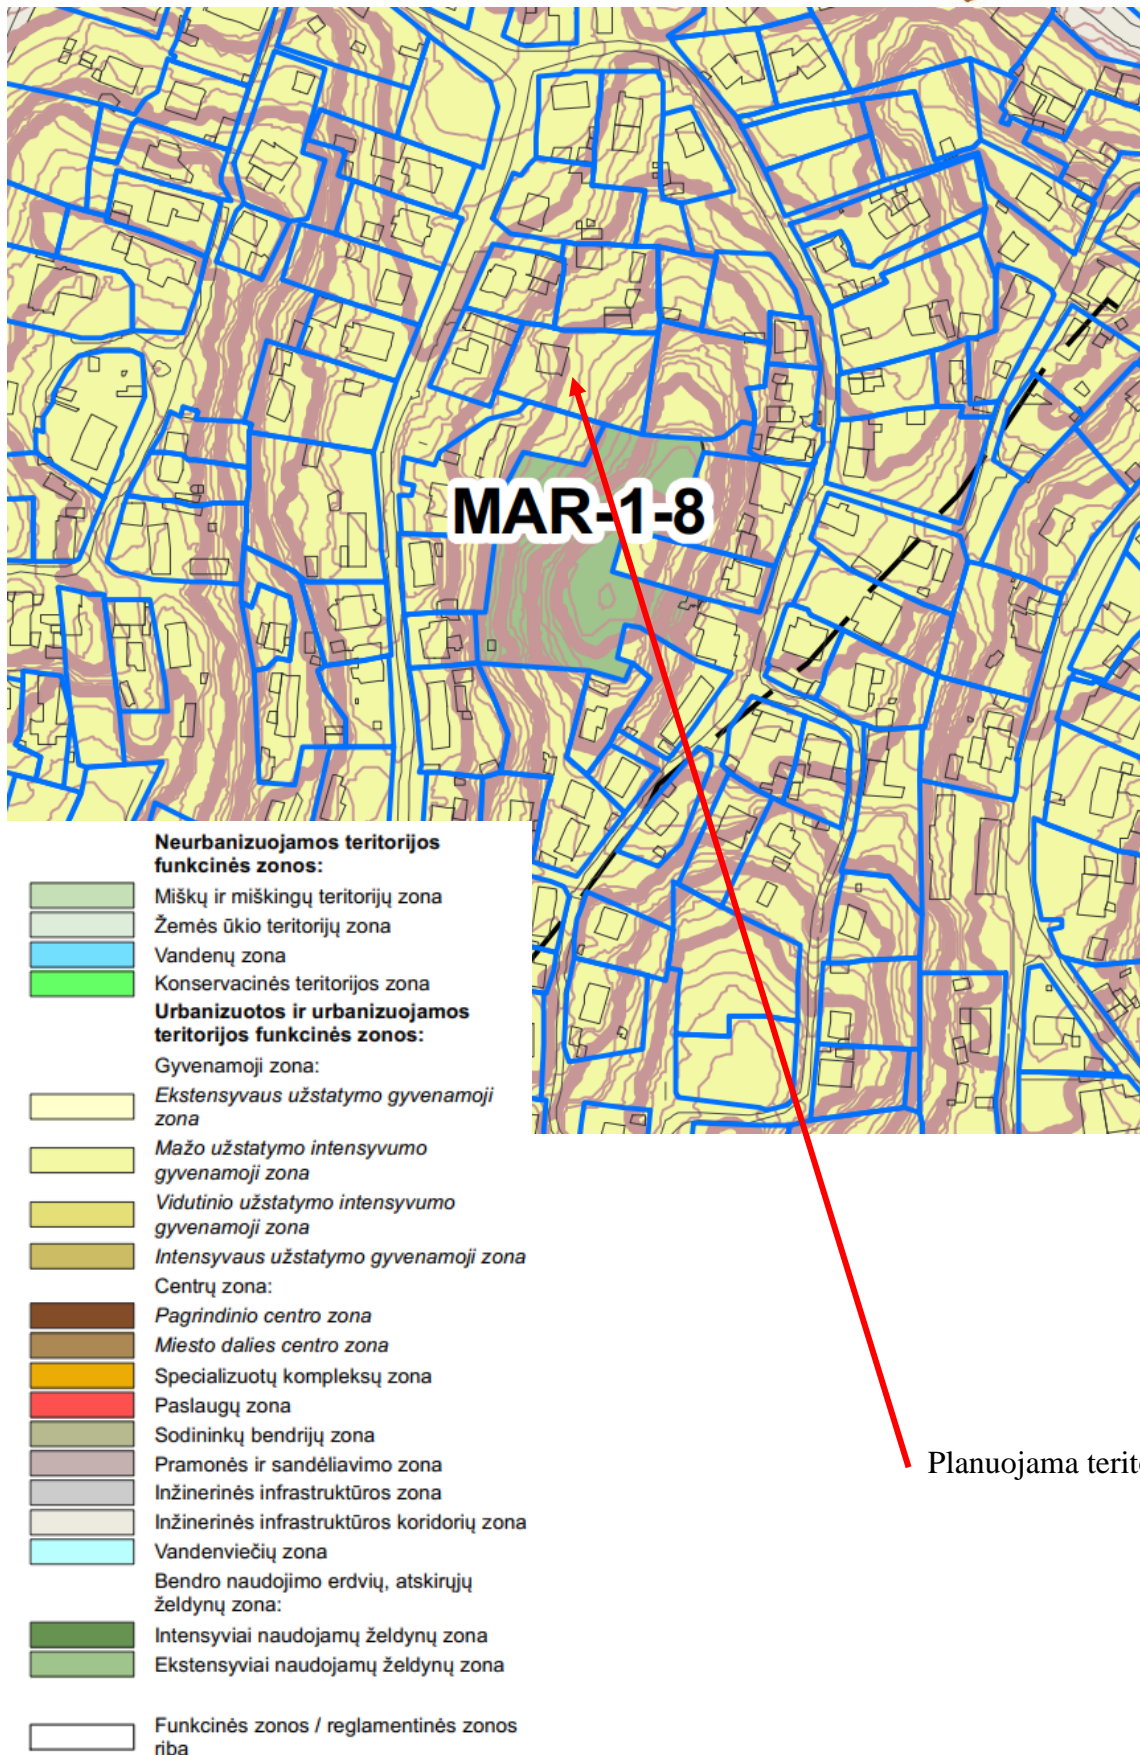 MAR-1-8
Neurbanizuojamos teritorijos
funkcinės zonos:
Miškų ir miškingų teritorijų zona
Žemės ūkio teritorijų zona
Vandenų zona
Konservacinės teritorijos zona
Urbanizuotos ir urbanizuojamos
teritorijos funkcinės zonos:
Gyvenamoji zona:
Ekstensyvaus užstatymo gyvenamoji
zona
Mažo užstatymo intensyvumo
gyvenamoji zona
Vidutinio užstatymo intensyvumo
gyvenamoji zona
Intensyvaus užstatymo gyvenamoji zona
Centrų zona:
Pagrindinio centro zona
Miesto dalies centro zona
Specializuotų kompleksų zona
Paslaugų zona
Sodininkų bendrijų zona
Pramonės ir sandėliavimo zona
Inžinerinės infrastruktūros zona
Inžinerinės infrastruktūros koridorių zona
Vandenviečių zona
Bendro naudojimo erdvių, atskirųjų
želdynų zona:
Intensyviai naudojamų želdynų zona
Ekstensyviai naudojamų želdynų zona
Funkcinės zonos / reglamentinės zonos
riba
Planuojama